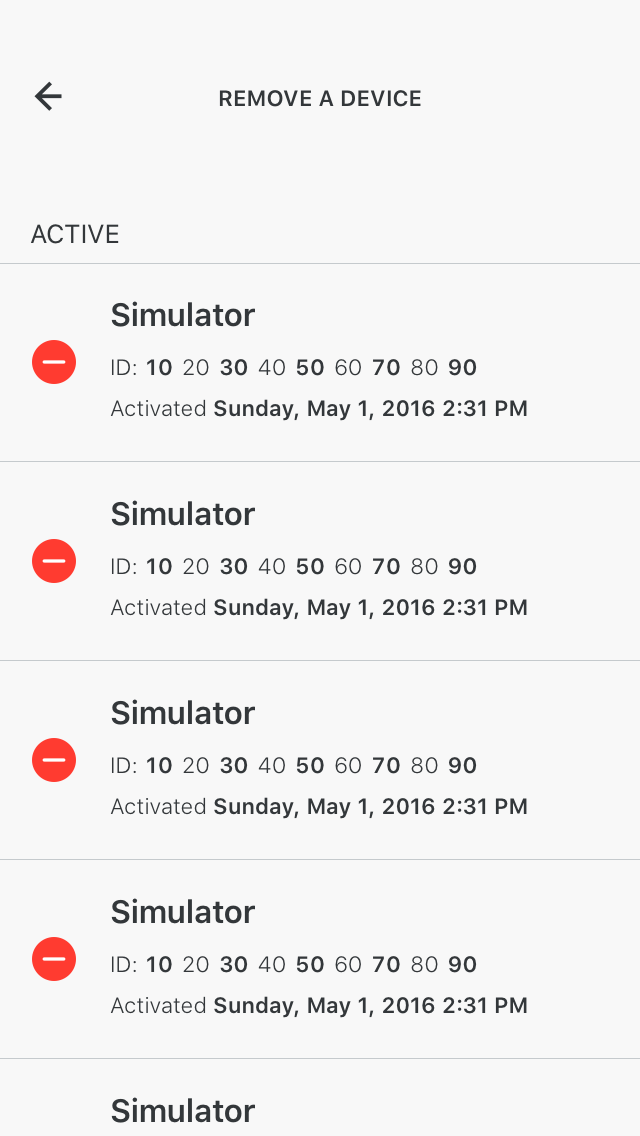 REMOVE A DEVICE
ACTIVE
Simulator
ID: 10 20 30 40 50 60 70 80 90
Activated Sunday, May 1, 2016 2:31 PM
Simulator
ID: 10 20 30 40 50 60 70 80 90
Activated Sunday, May 1, 2016 2:31 PM
Simulator
ID: 10 20 30 40 50 60 70 80 90
Activated Sunday, May 1, 2016 2:31 PM
Simulator
ID: 10 20 30 40 50 60 70 80 90
Activated Sunday, May 1, 2016 2:31 PM
Simulator